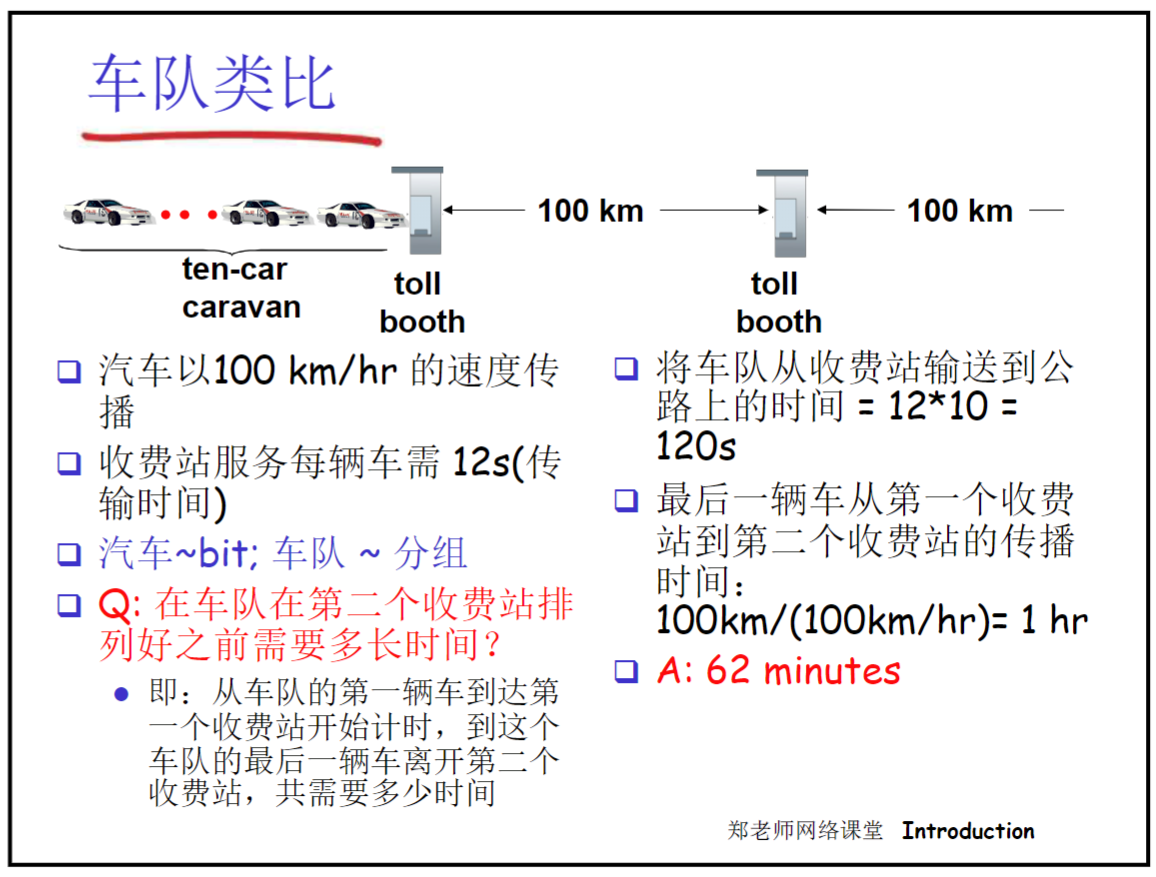 车队类比
100 km
100 km
ten-car
caravan
toll
booth
toll
booth
汽车以100 km/hr 的速度传
播
收费站服务每辆车需 12s(传
输时间)
汽车~bit; 车队 ~ 分组
Q: 在车队在第二个收费站排
列好之前需要多长时间？
即：从车队的第一辆车到达第
一个收费站开始计时，到这个
车队的最后一辆车离开第二个
收费站，共需要多少时间
将车队从收费站输送到公
路上的时间 = 12*10 =
120s
最后一辆车从第一个收费
站到第二个收费站的传播
时间：
100km/(100km/hr)= 1 hr
A: 62 minutes
郑老师网络课堂 Introduction